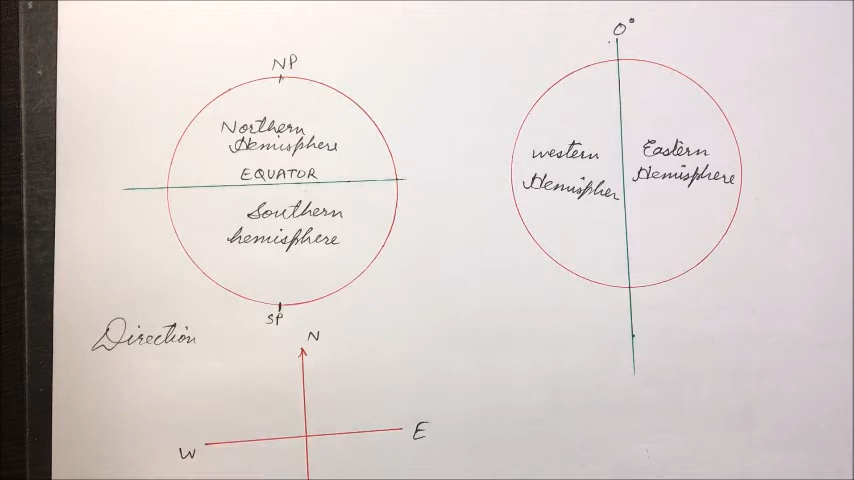 NP
Northern
Hemisphere
EQUATOR
Southern
hemisphere
SP
0°
western
Hemispher
Eastern
Hemisphere
Direction
N
W
E